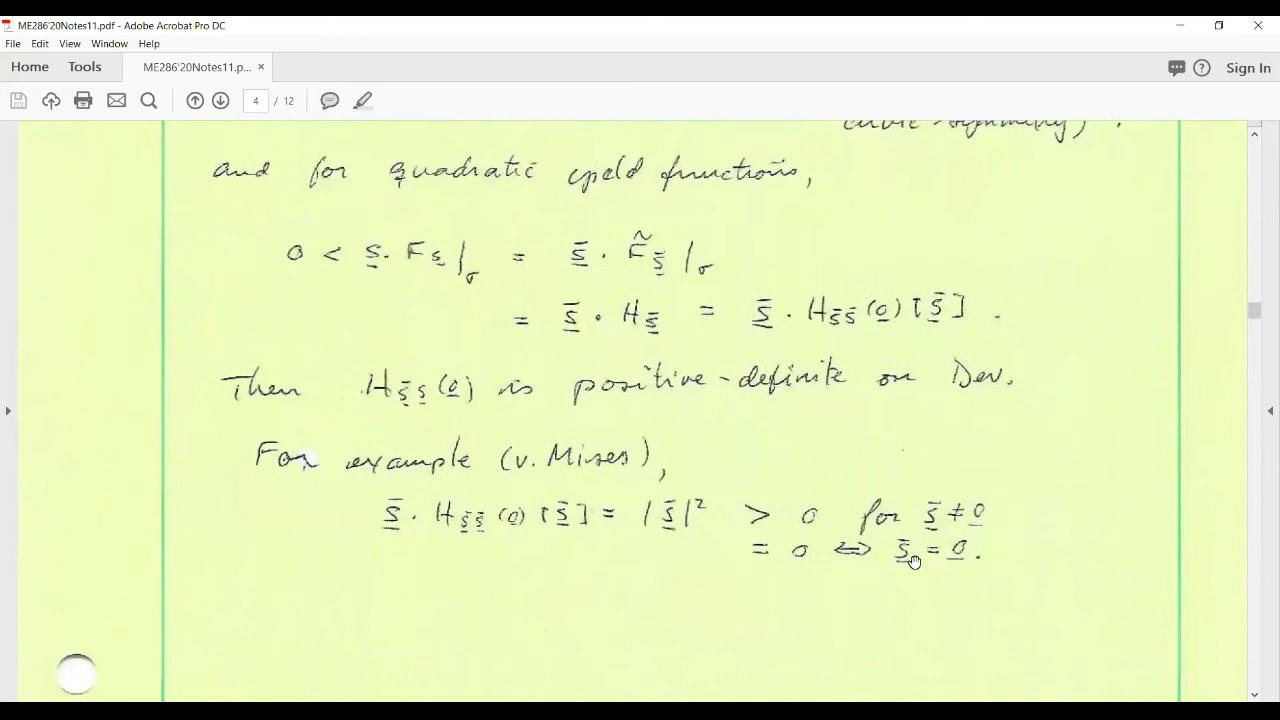 ME286'20Notes11.pdf - Adobe Acrobat Pro DC
File Edit View Window Help
Home Tools ME286'20Notes11.p... × Sign In
4 / 12
cubic symmetry) .
and for quadratic yield functions,
0 < S̲ · F_S̲ |_σ = S̲̄ · F̃_S̲̄ |_σ
= S̲̄ · H_S̲̄ = S̲̄ · H_S̲̄S̲̄ (0̲) [S̲̄] .
Then H_S̲̄S̲ (0̲) is positive-definite on Dev.
For example (v. Mises),
S̲̄ · H_S̲̄S̲̄ (0̲) [S̲̄] = |S̲̄|² > 0 for S̲̄ ≠ 0̲
= 0 ⇔ S̲̄ = 0̲.